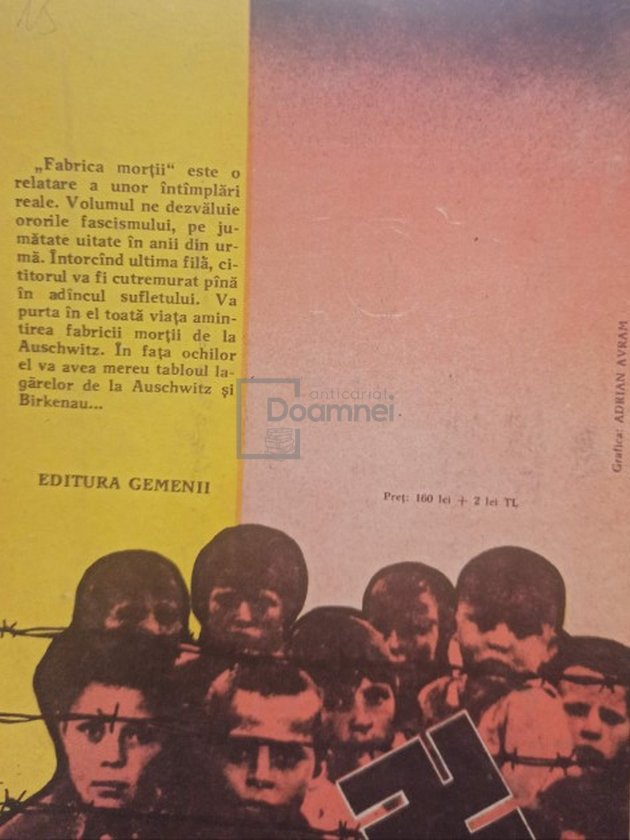 15
„Fabrica morții“ este o
relatare a unor întîmplări
reale. Volumul ne dezvăluie
ororile fascismului, pe ju-
mătate uitate în anii din ur-
mă. Întorcînd ultima filă, ci-
titorul va fi cutremurat pînă
în adîncul sufletului. Va
purta în el toată viața amin-
tirea fabricii morții de la
Auschwitz. În fața ochilor
el va avea mereu tabloul la-
gărelor de la Auschwitz și
Birkenau...
EDITURA GEMENII
anticariat
Doamnei
Preț: 160 lei + 2 lei TL
Grafica: ADRIAN AVRAM